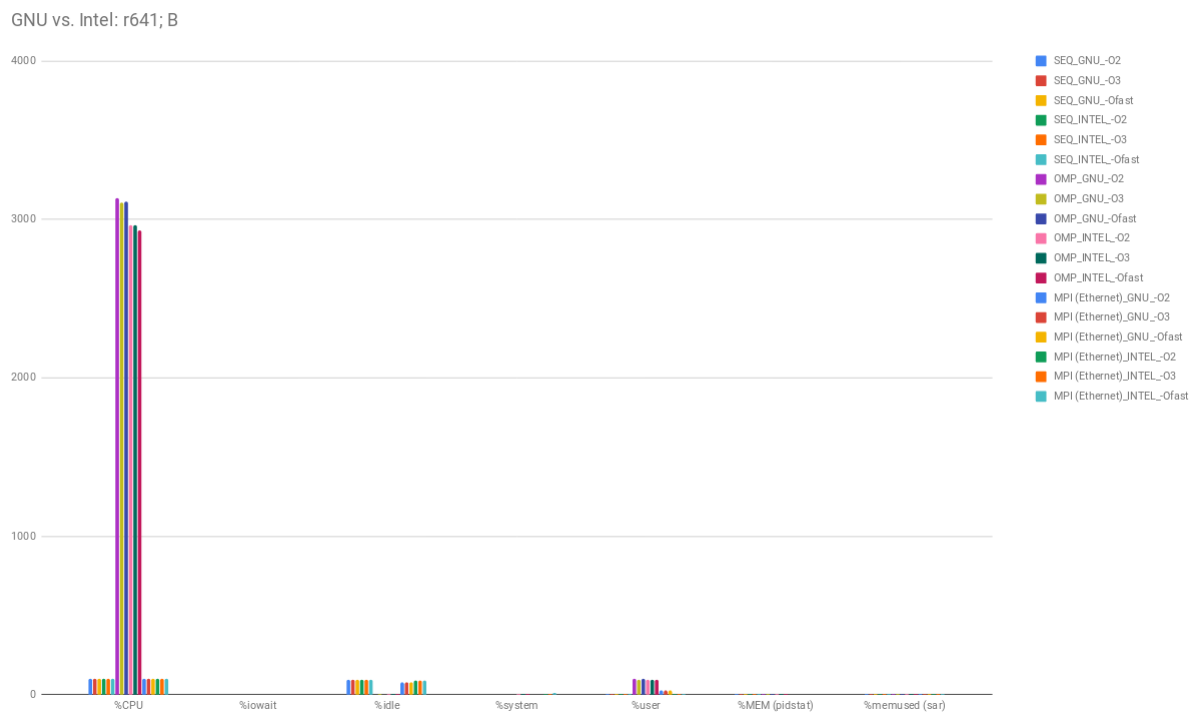 GNU vs. Intel: r641; B
4000
3000
2000
1000
0
%CPU
%iowait
%idle
%system
%user
%MEM (pidstat)
%memused (sar)
SEQ_GNU_-O2
SEQ_GNU_-O3
SEQ_GNU_-Ofast
SEQ_INTEL_-O2
SEQ_INTEL_-O3
SEQ_INTEL_-Ofast
OMP_GNU_-O2
OMP_GNU_-O3
OMP_GNU_-Ofast
OMP_INTEL_-O2
OMP_INTEL_-O3
OMP_INTEL_-Ofast
MPI (Ethernet)_GNU_-O2
MPI (Ethernet)_GNU_-O3
MPI (Ethernet)_GNU_-Ofast
MPI (Ethernet)_INTEL_-O2
MPI (Ethernet)_INTEL_-O3
MPI (Ethernet)_INTEL_-Ofast